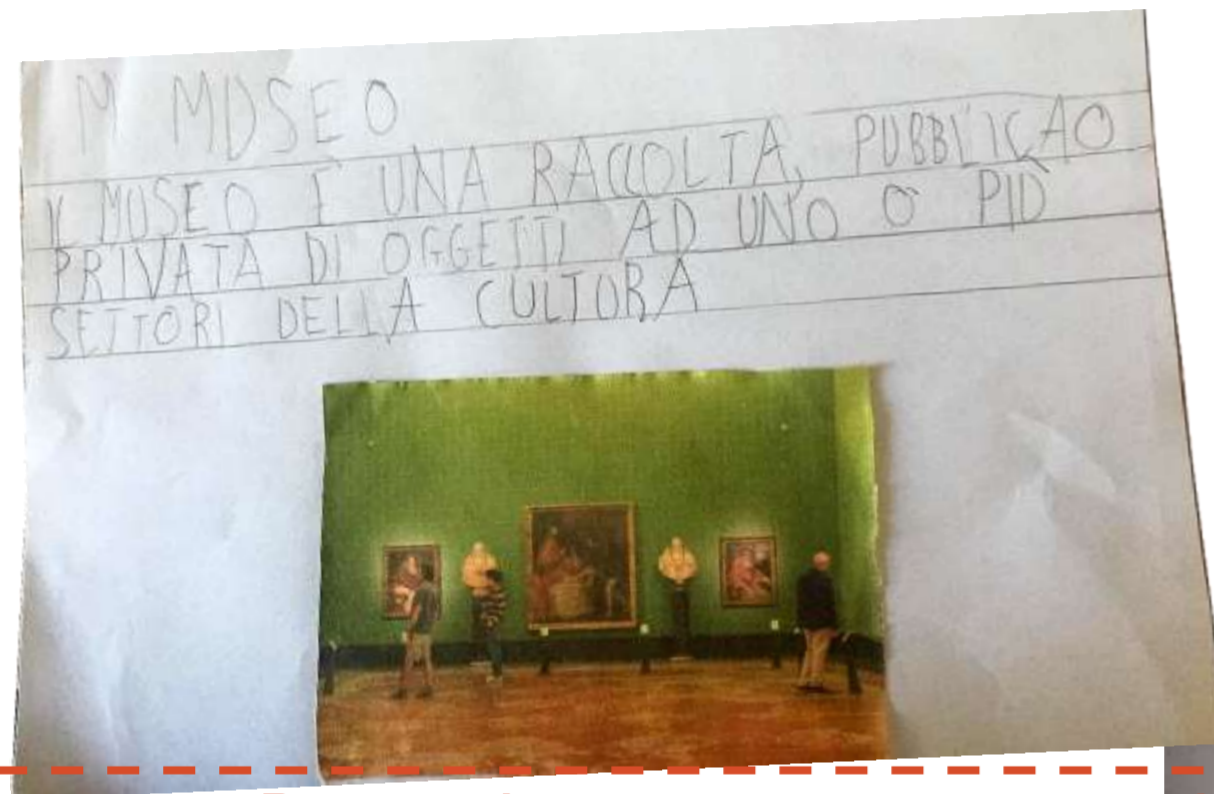 M MUSEO
IL MUSEO È UNA RACCOLTA, PUBBLICA O
PRIVATA DI OGGETTI AD UNO O PIÙ
SETTORI DELLA CULTURA